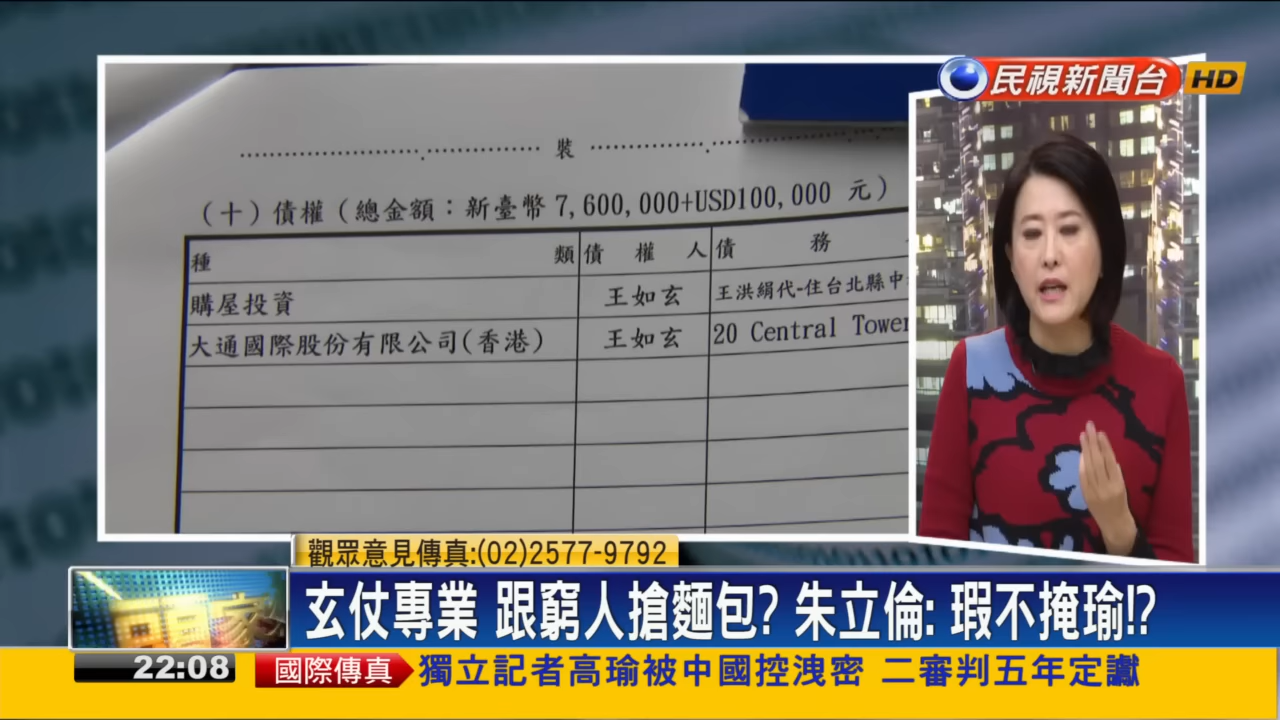 民視新聞台 HD
裝
(十) 債權 (總金額：新臺幣 7,600,000+USD100,000 元)
種類 債權人 債務
購屋投資 王如玄 王洪絹代-住台北縣中
大通國際股份有限公司(香港) 王如玄 20 Central Tower
觀眾意見傳真:(02)2577-9792
玄仗專業 跟窮人搶麵包? 朱立倫: 瑕不掩瑜!?
22:08 國際傳真 獨立記者高瑜被中國控洩密 二審判五年定讞